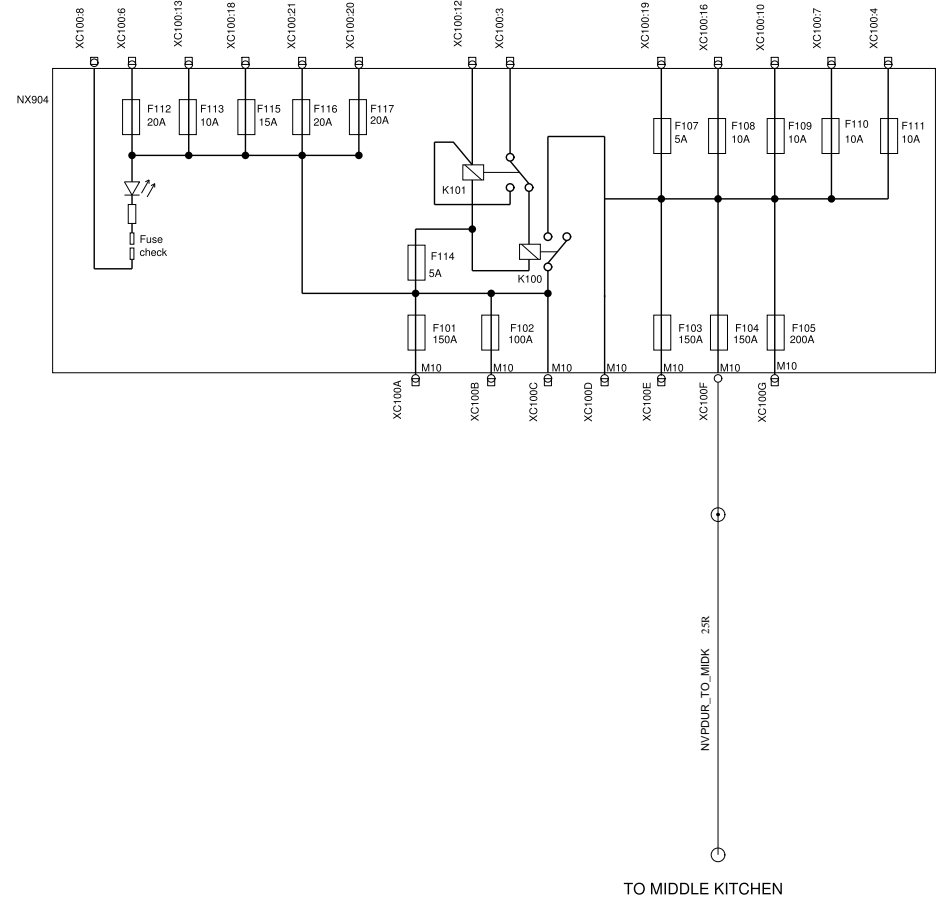 XC100:8
XC100:6
XC100:13
XC100:18
XC100:21
XC100:20
XC100:12
XC100:3
XC100:19
XC100:16
XC100:10
XC100:7
XC100:4
NX904
F112
20A
F113
10A
F115
15A
F116
20A
F117
20A
F107
5A
F108
10A
F109
10A
F110
10A
F111
10A
K101
Fuse
check
F114
5A
K100
F101
150A
F102
100A
F103
150A
F104
150A
F105
200A
M10
M10
M10
M10
M10
M10
M10
XC100A
XC100B
XC100C
XC100D
XC100E
XC100F
XC100G
NVPDUR_TO_MIDK 25R
TO MIDDLE KITCHEN